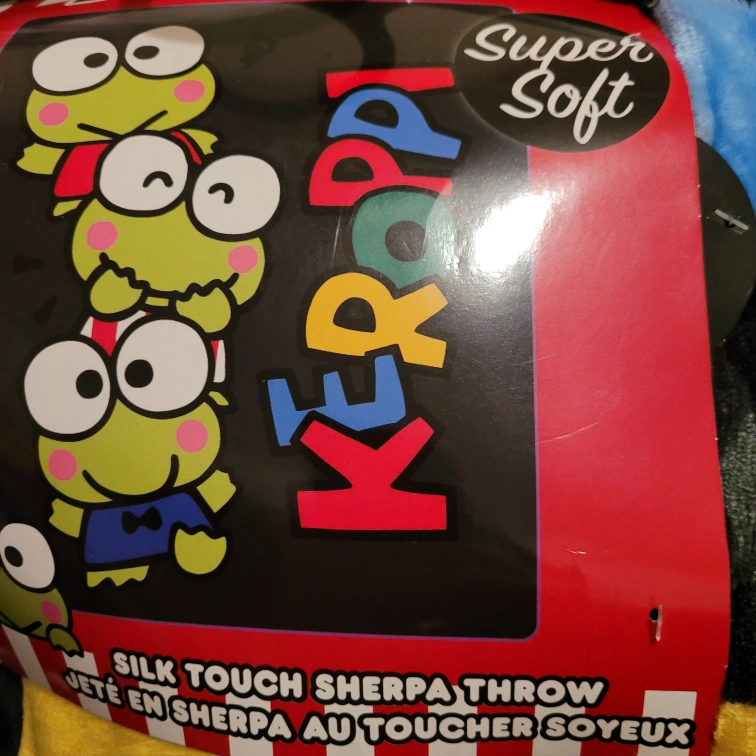 Super
Soft
KEROPPI
SILK TOUCH SHERPA THROW
JETÉ EN SHERPA AU TOUCHER SOYEUX